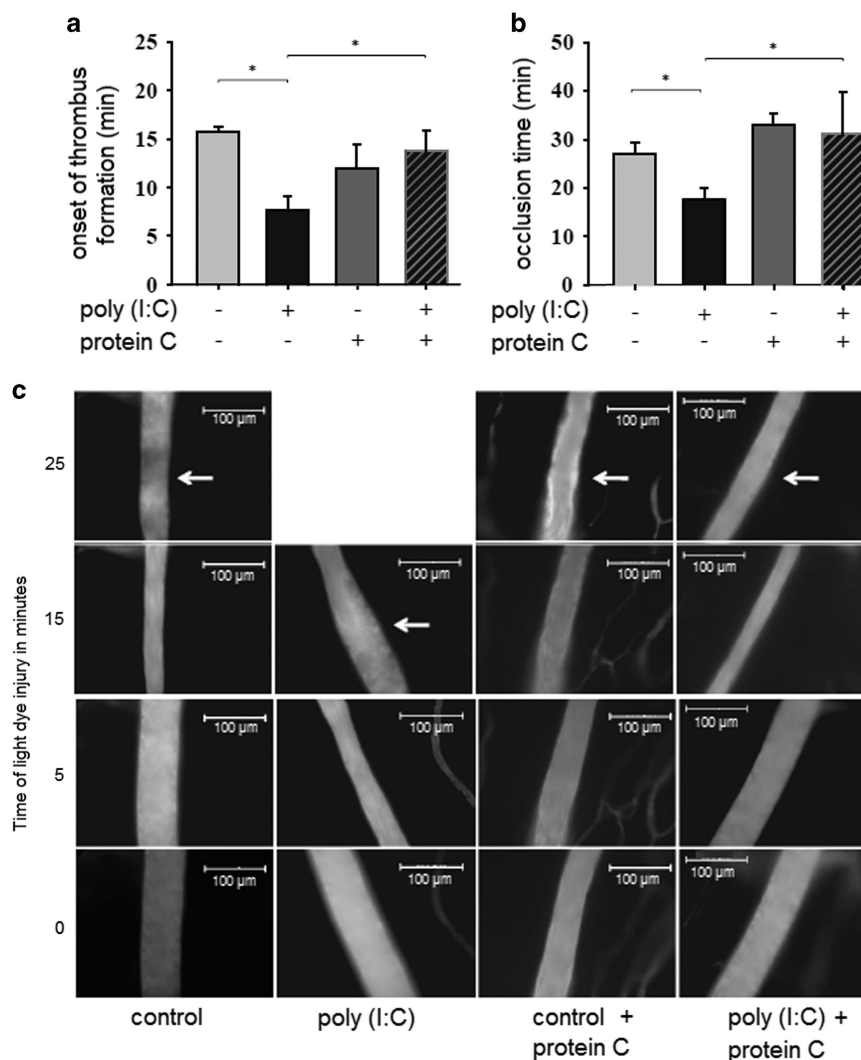 a
onset of thrombus
formation (min)
25
20
15
10
5
0
*
*
poly (I:C) - + - +
protein C - - + +
b
occlusion time (min)
50
40
30
20
10
0
*
*
poly (I:C) - + - +
protein C - - + +
c
Time of light dye injury in minutes
25
100 µm
100 µm
100 µm
15
100 µm
100 µm
100 µm
100 µm
5
100 µm
100 µm
100 µm
100 µm
0
100 µm
100 µm
100 µm
100 µm
control
poly (I:C)
control +
protein C
poly (I:C) +
protein C